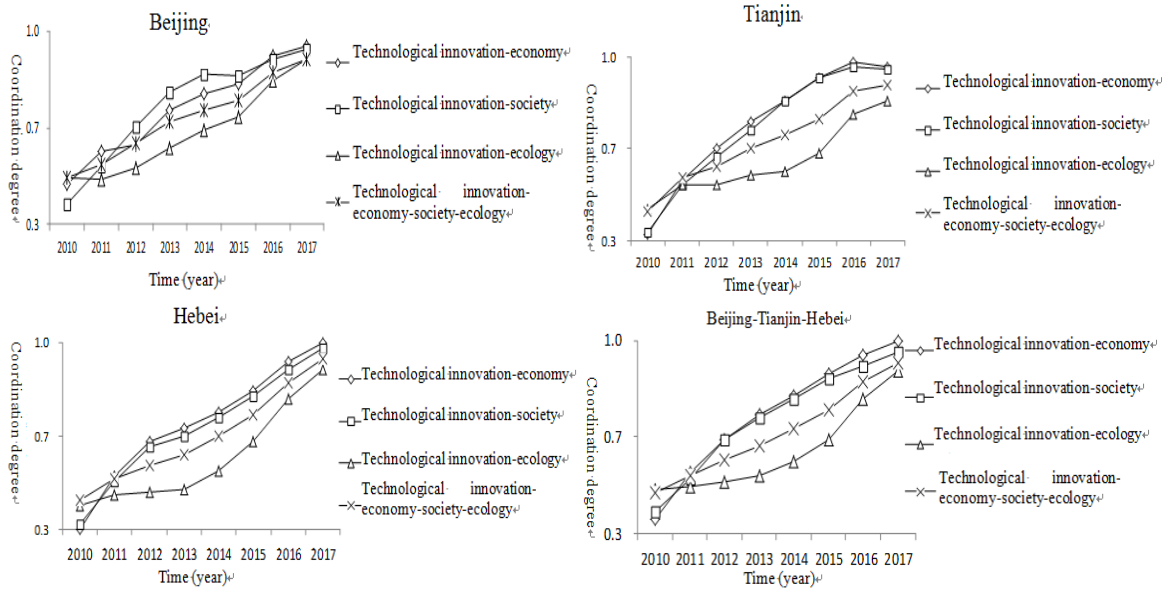 Beijing
1.0
0.7
0.3
Coordination·degree
2010 2011 2012 2013 2014 2015 2016 2017
Time·(year)
Technological innovation-economy
Technological innovation-society
Technological innovation-ecology
Technological innovation-
economy-society-ecology
Tianjin
1.0
0.7
0.3
Coordination·degree
2010 2011 2012 2013 2014 2015 2016 2017
Time·(year)
Technological innovation-economy
Technological innovation-society
Technological innovation-ecology
Technological innovation-
economy-society-ecology
Hebei
1.0
0.7
0.3
Coordination·degree
2010 2011 2012 2013 2014 2015 2016 2017
Time·(year)
Technological innovation-economy
Technological innovation-society
Technological innovation-ecology
Technological innovation-
economy-society-ecology
Beijing-Tianjin-Hebei
1.0
0.7
0.3
Coordination·degree
2010 2011 2012 2013 2014 2015 2016 2017
Time·(year)
Technological innovation-economy
Technological innovation-society
Technological innovation-ecology
Technological innovation-
economy-society-ecology